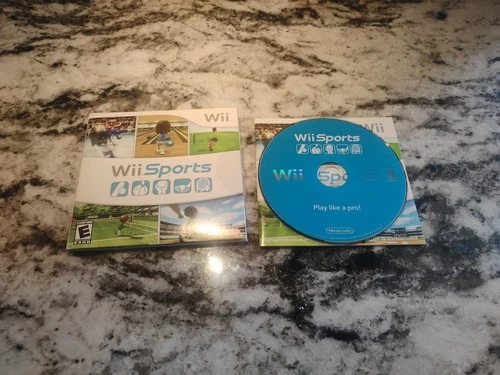 Wii
Wii Sports
E
Wii
Wii Sports
Wii
Spo
Play like a pro!
Nintendo